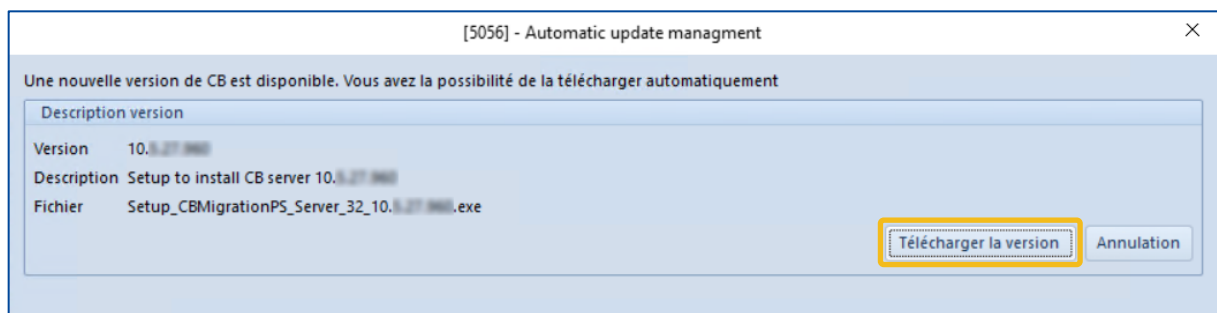 [5056] - Automatic update managment
Une nouvelle version de CB est disponible. Vous avez la possibilité de la télécharger automatiquement
Description version
Version 10.
Description Setup to install CB server 10.
Fichier Setup_CBMigrationPS_Server_32_10. .exe
Télécharger la version Annulation